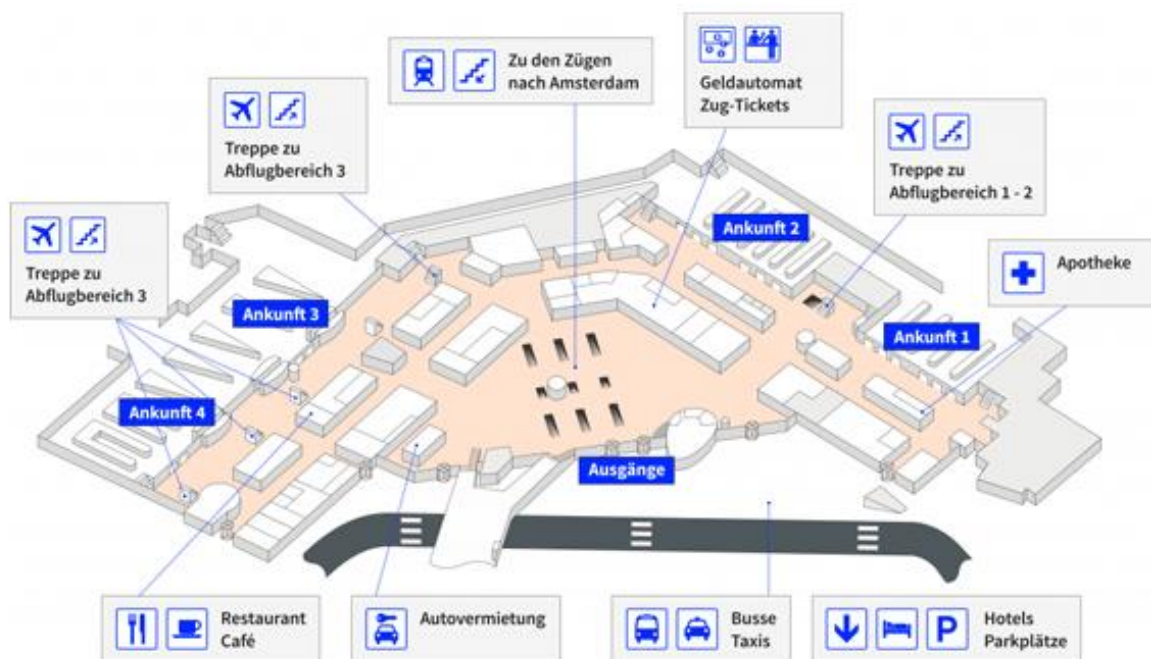 Zu den Zügen
nach Amsterdam
Geldautomat
Zug-Tickets
Treppe zu
Abflugbereich 3
Treppe zu
Abflugbereich 1 - 2
Treppe zu
Abflugbereich 3
Ankunft 2
Apotheke
Ankunft 3
Ankunft 1
Ankunft 4
Ausgänge
Restaurant
Café
Autovermietung
Busse
Taxis
P
Hotels
Parkplätze